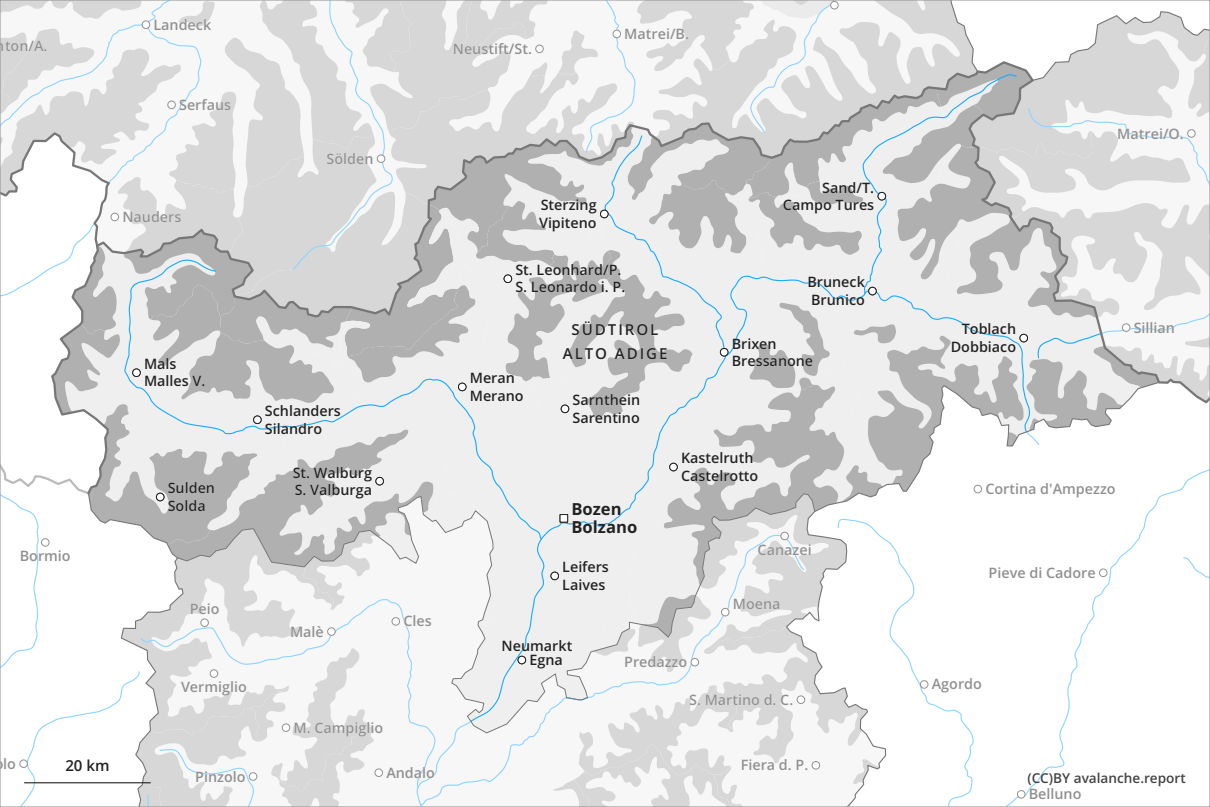 Landeck
nton/A.
Neustift/St.
Matrei/B.
Serfaus
Matrei/O.
Sölden
Nauders
Sand/T.
Campo Tures
Sterzing
Vipiteno
St. Leonhard/P.
S. Leonardo i. P.
Bruneck
Brunico
SÜDTIROL
ALTO ADIGE
Toblach
Dobbiaco
Sillian
Brixen
Bressanone
Mals
Malles V.
Meran
Merano
Sarnthein
Sarentino
Schlanders
Silandro
Kastelruth
Castelrotto
St. Walburg
S. Valburga
Sulden
Solda
Cortina d'Ampezzo
Bozen
Bolzano
Bormio
Canazei
Leifers
Laives
Pieve di Cadore
Peio
Moena
Cles
Malè
Neumarkt
Egna
Predazzo
Vermiglio
Agordo
S. Martino d. C.
M. Campiglio
20 km
olo
Fiera d. P.
Pinzolo
Andalo
(CC)BY avalanche.report
Belluno